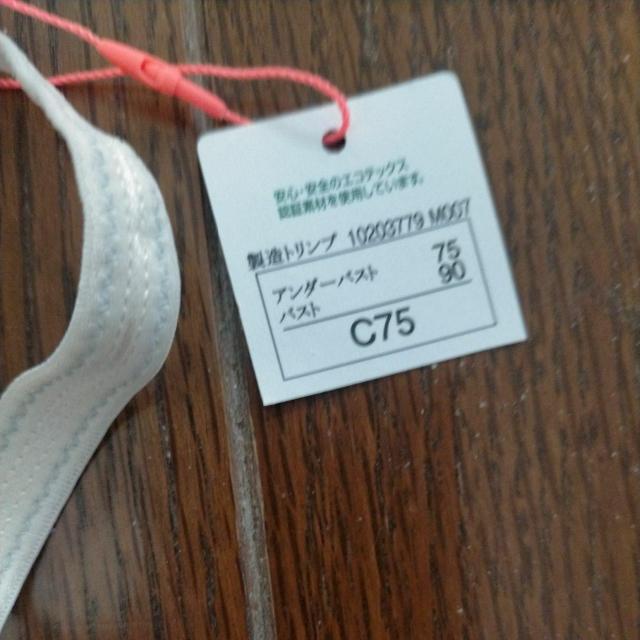 安心・安全のエコテックス
認証素材を使用しています。
製造トリンプ 10203779 M007
アンダーバスト 75
バスト 90
C75